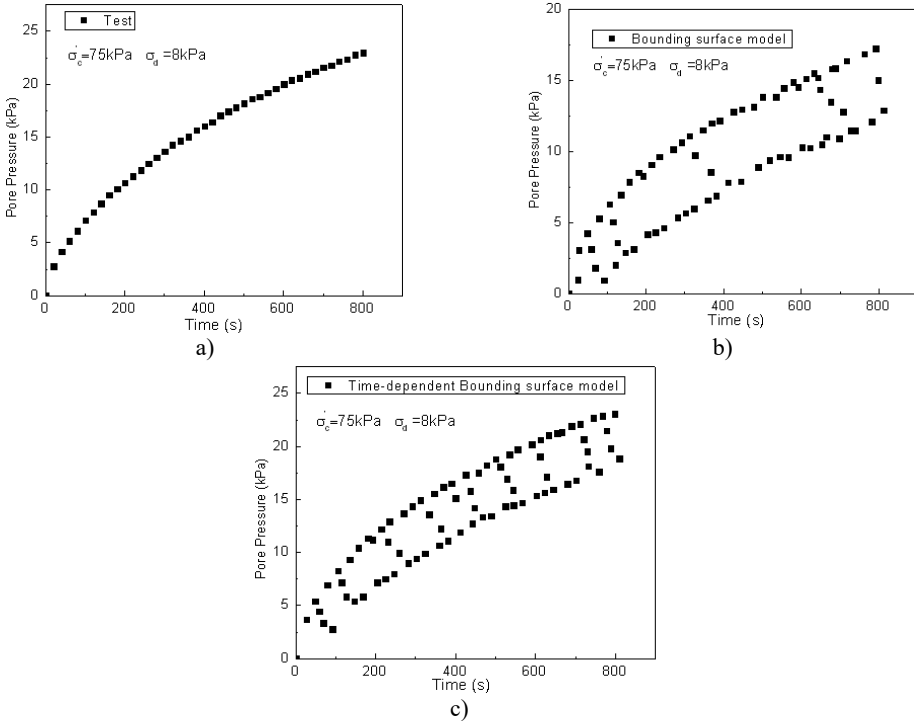 Test
σ'c=75kPa σd=8kPa
Pore Pressure (kPa)
25
20
15
10
5
0
0 200 400 600 800
Time (s)
a)
Bounding surface model
σ'c=75kPa σd=8kPa
Pore Pressure (kPa)
20
15
10
5
0
0 200 400 600 800
Time (s)
b)
Time-dependent Bounding surface model
σ'c=75kPa σd=8kPa
Pore Pressure (kPa)
25
20
15
10
5
0
0 200 400 600 800
Time (s)
c)